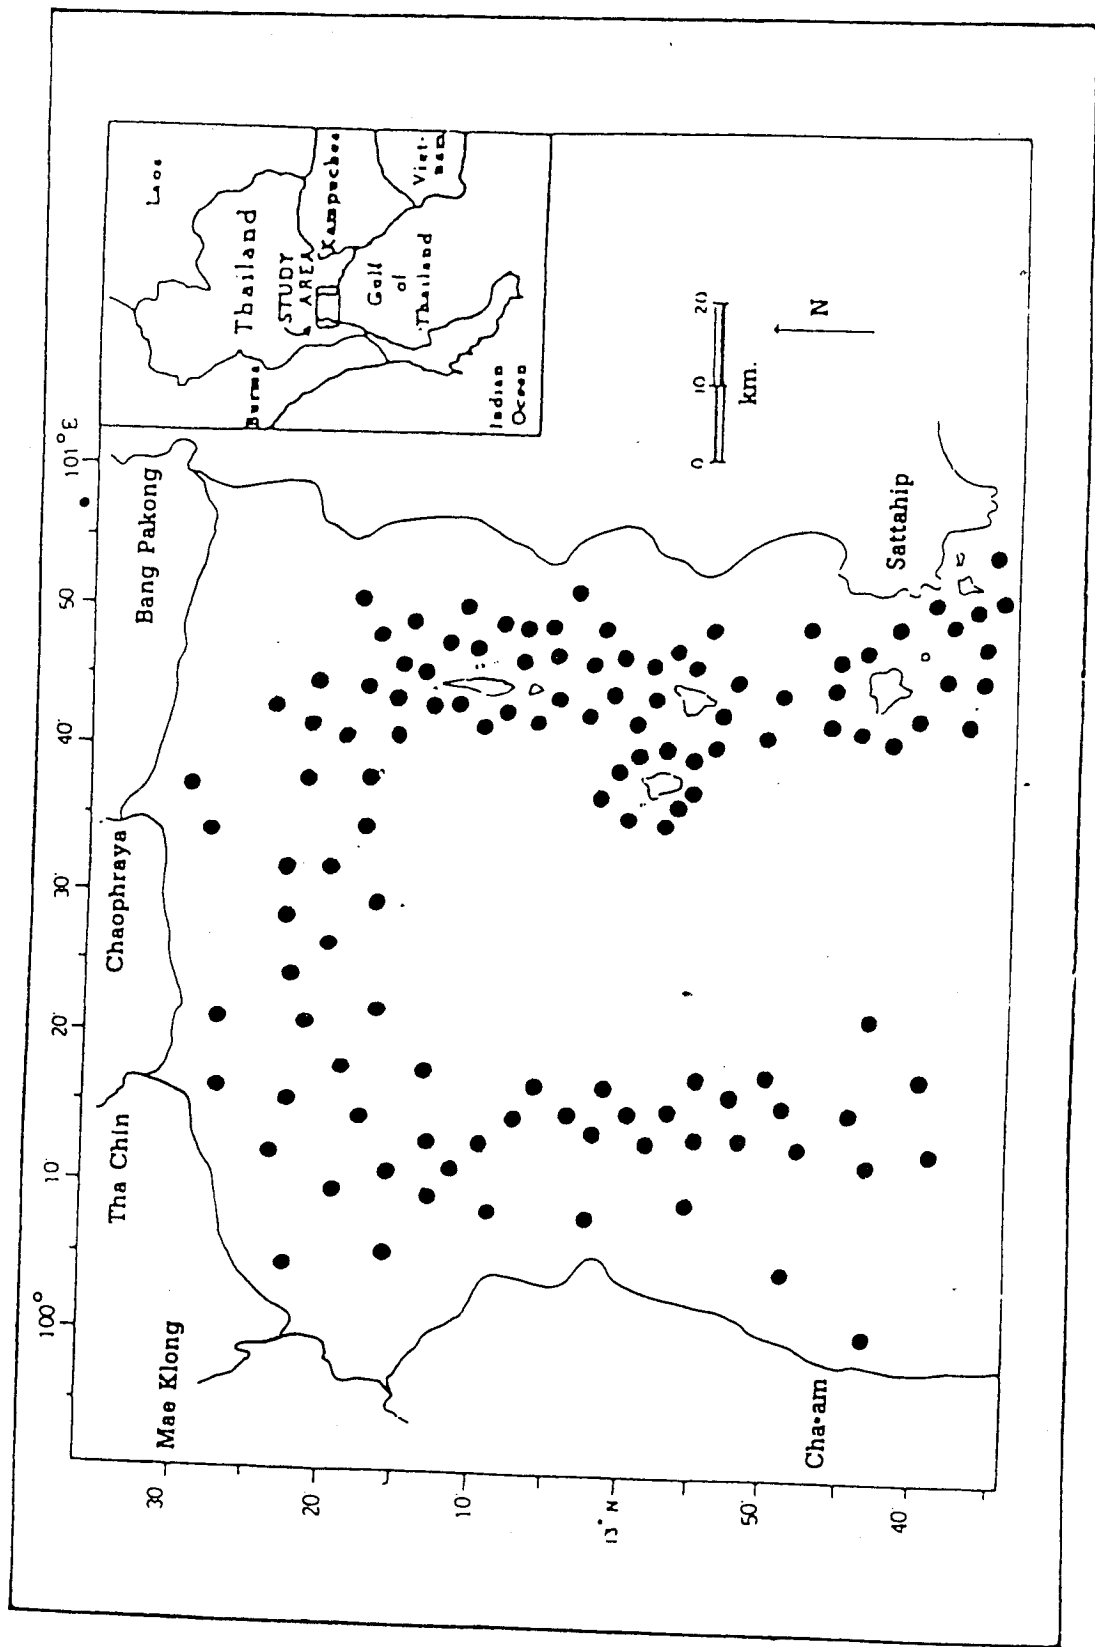 100°
10'
20'
30'
40'
50
101°E
Mae Klong
Tha Chin
Chaophraya
Bang Pakong
30
20
10'
13° N
50
40
Cha-am
Sattahip
0 10 20
km.
N
Laos
Burma
Thailand
STUDY
AREA
Kampuchea
Viet-
nam
Gulf
of
Thailand
Indian
Ocean